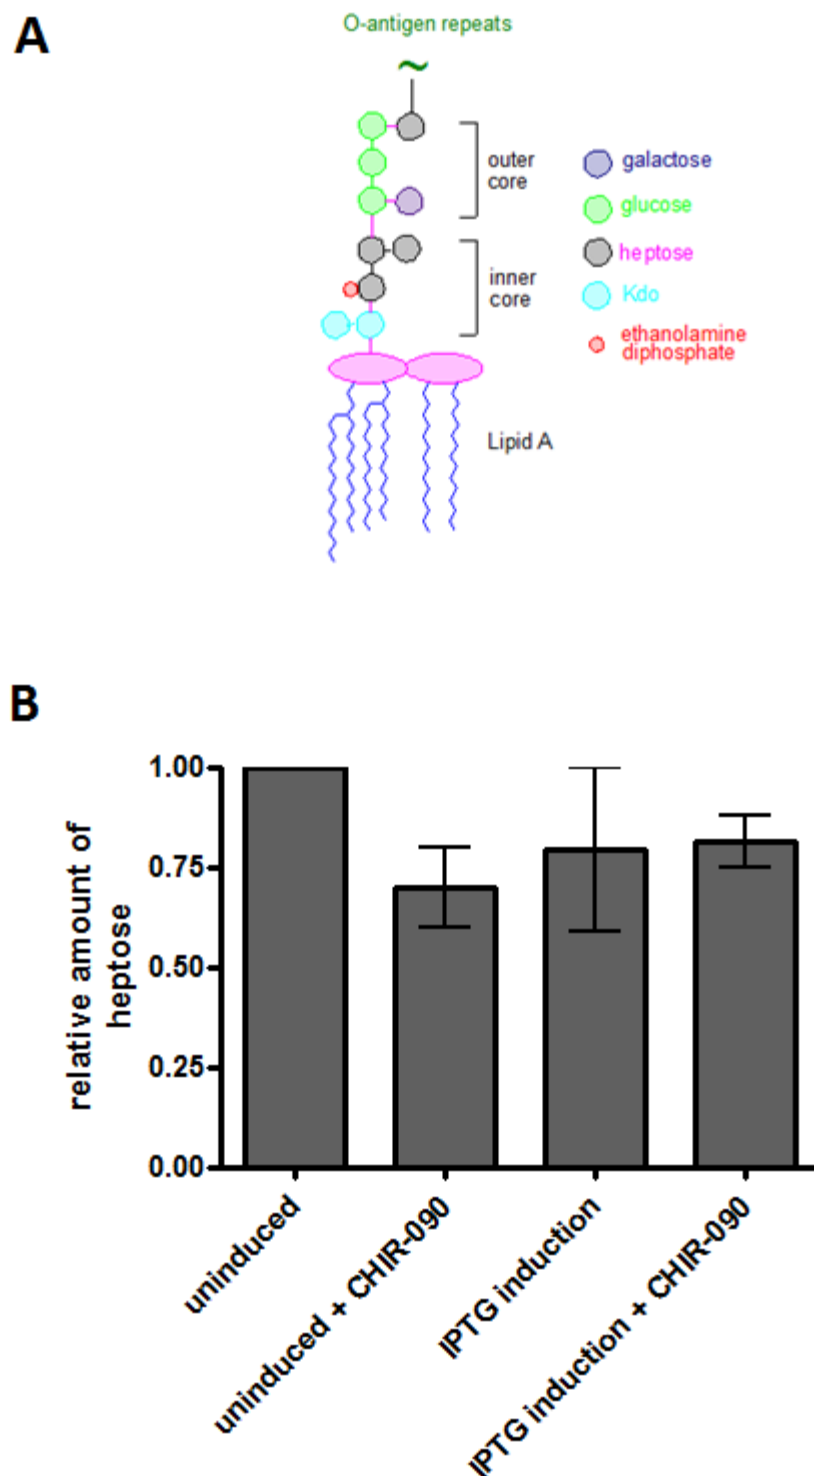 A
O-antigen repeats
~
outer
core
inner
core
galactose
glucose
heptose
Kdo
ethanolamine
diphosphate
Lipid A
B
relative amount of
heptose
1.00
0.75
0.50
0.25
0.00
uninduced
uninduced + CHIR-090
IPTG induction
IPTG induction + CHIR-090